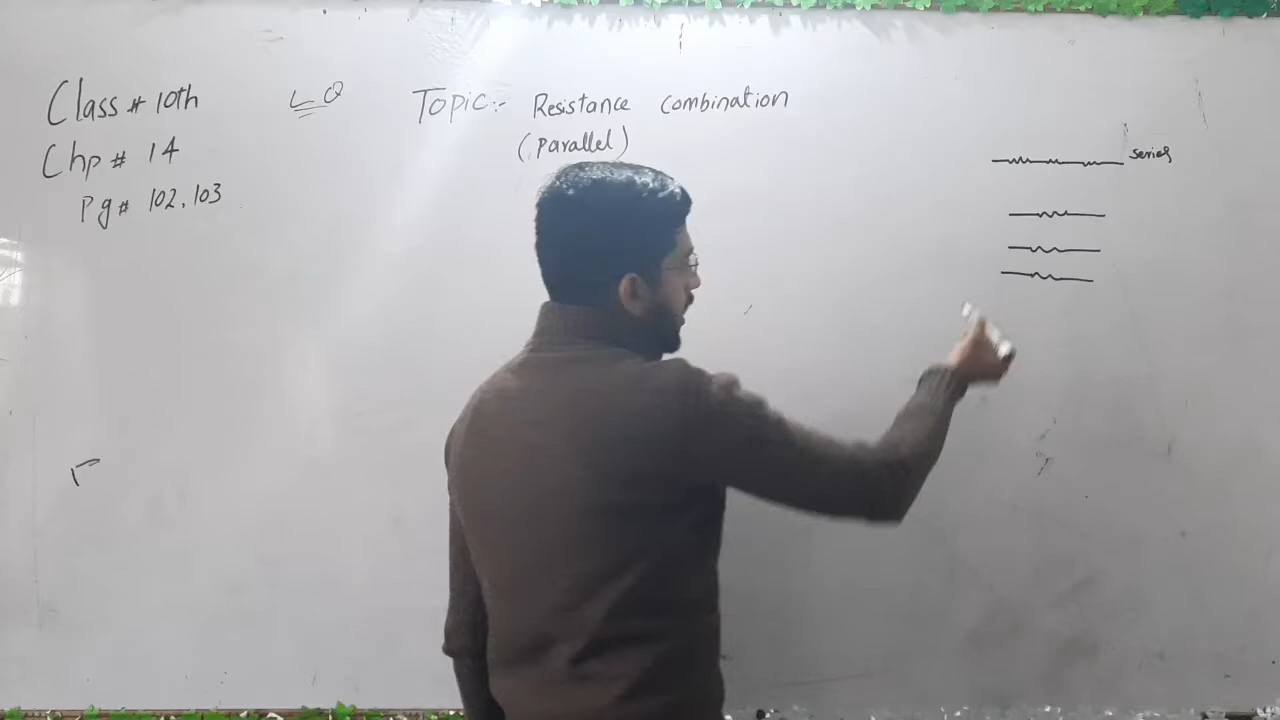 Class # 10th
Chp # 14
Pg # 102, 103
L Q
Topic:- Resistance Combination
(Parallel)
series